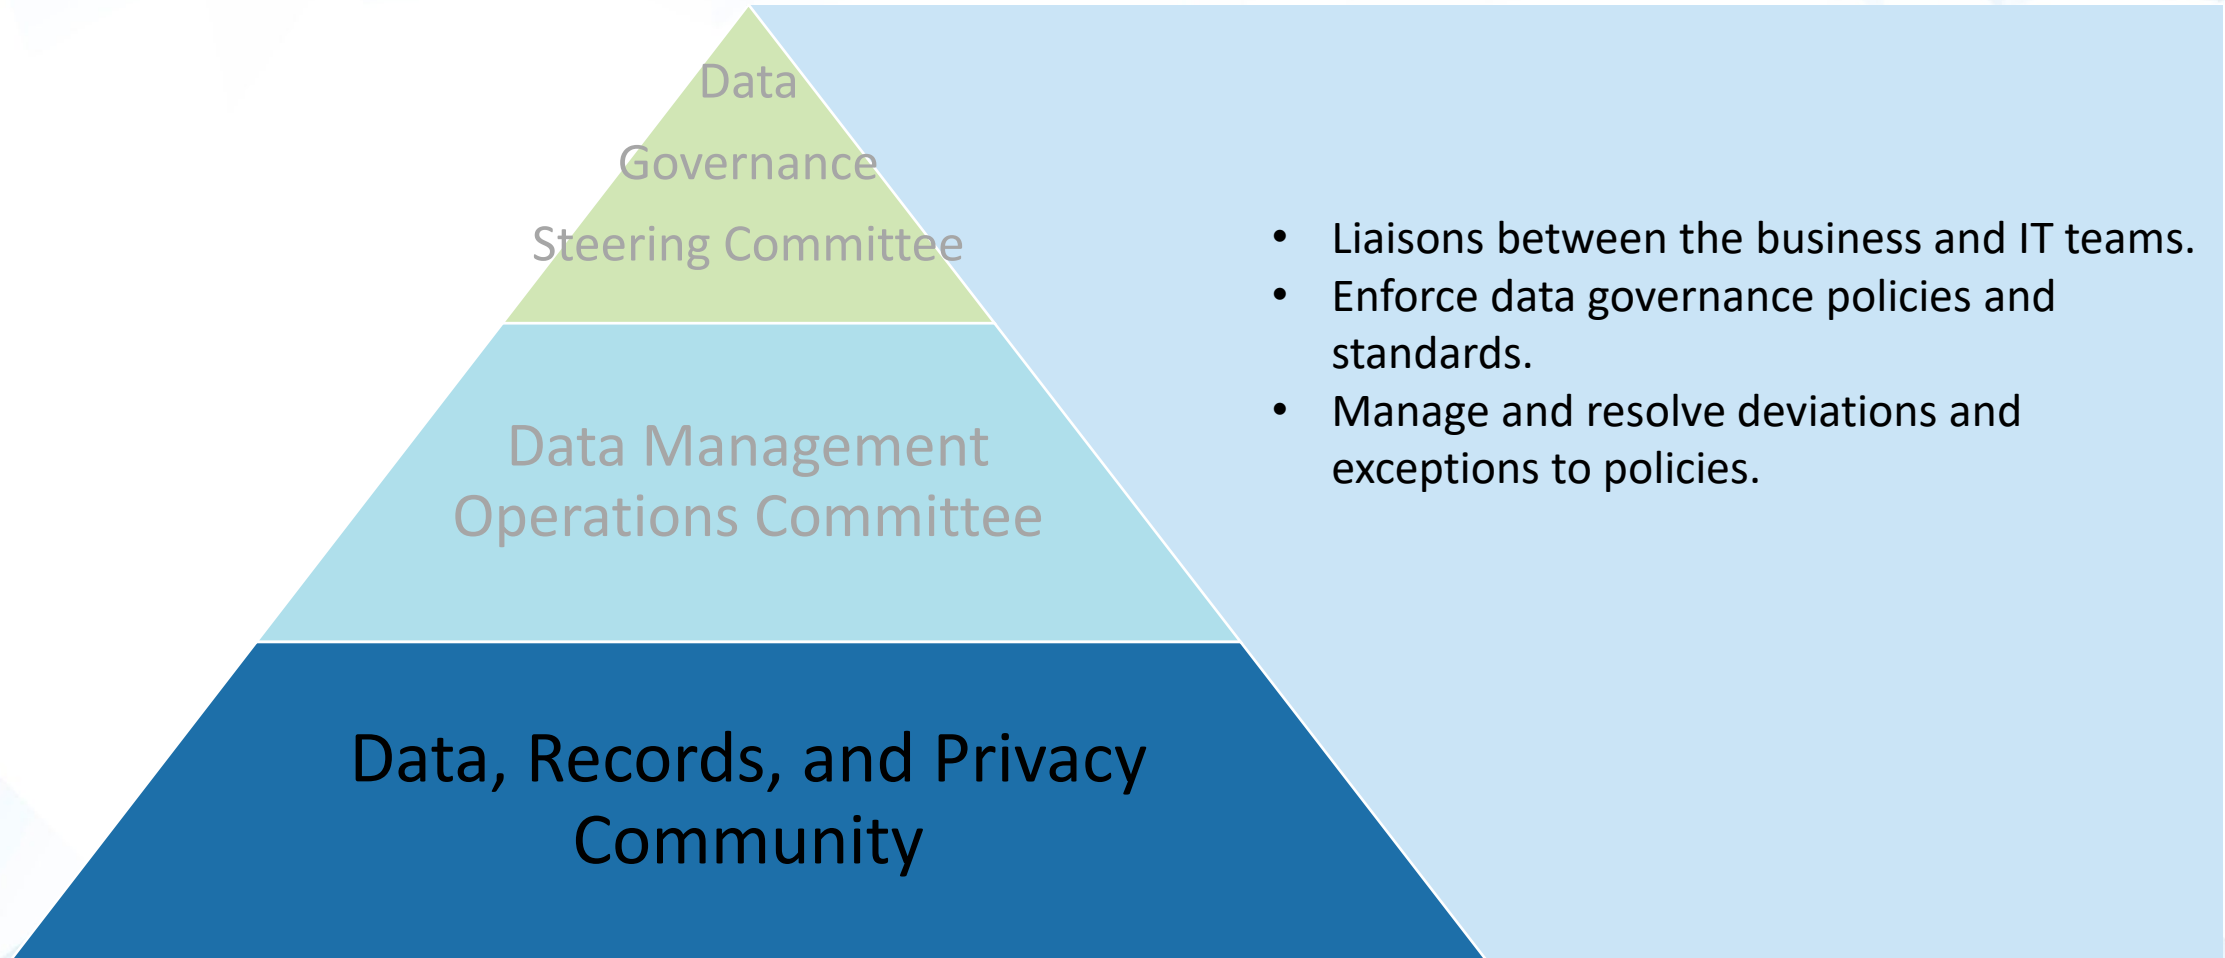 Data
Governance
Steering Committee
Data Management
Operations Committee
Data, Records, and Privacy
Community
• Liaisons between the business and IT teams.
• Enforce data governance policies and
standards.
• Manage and resolve deviations and
exceptions to policies.